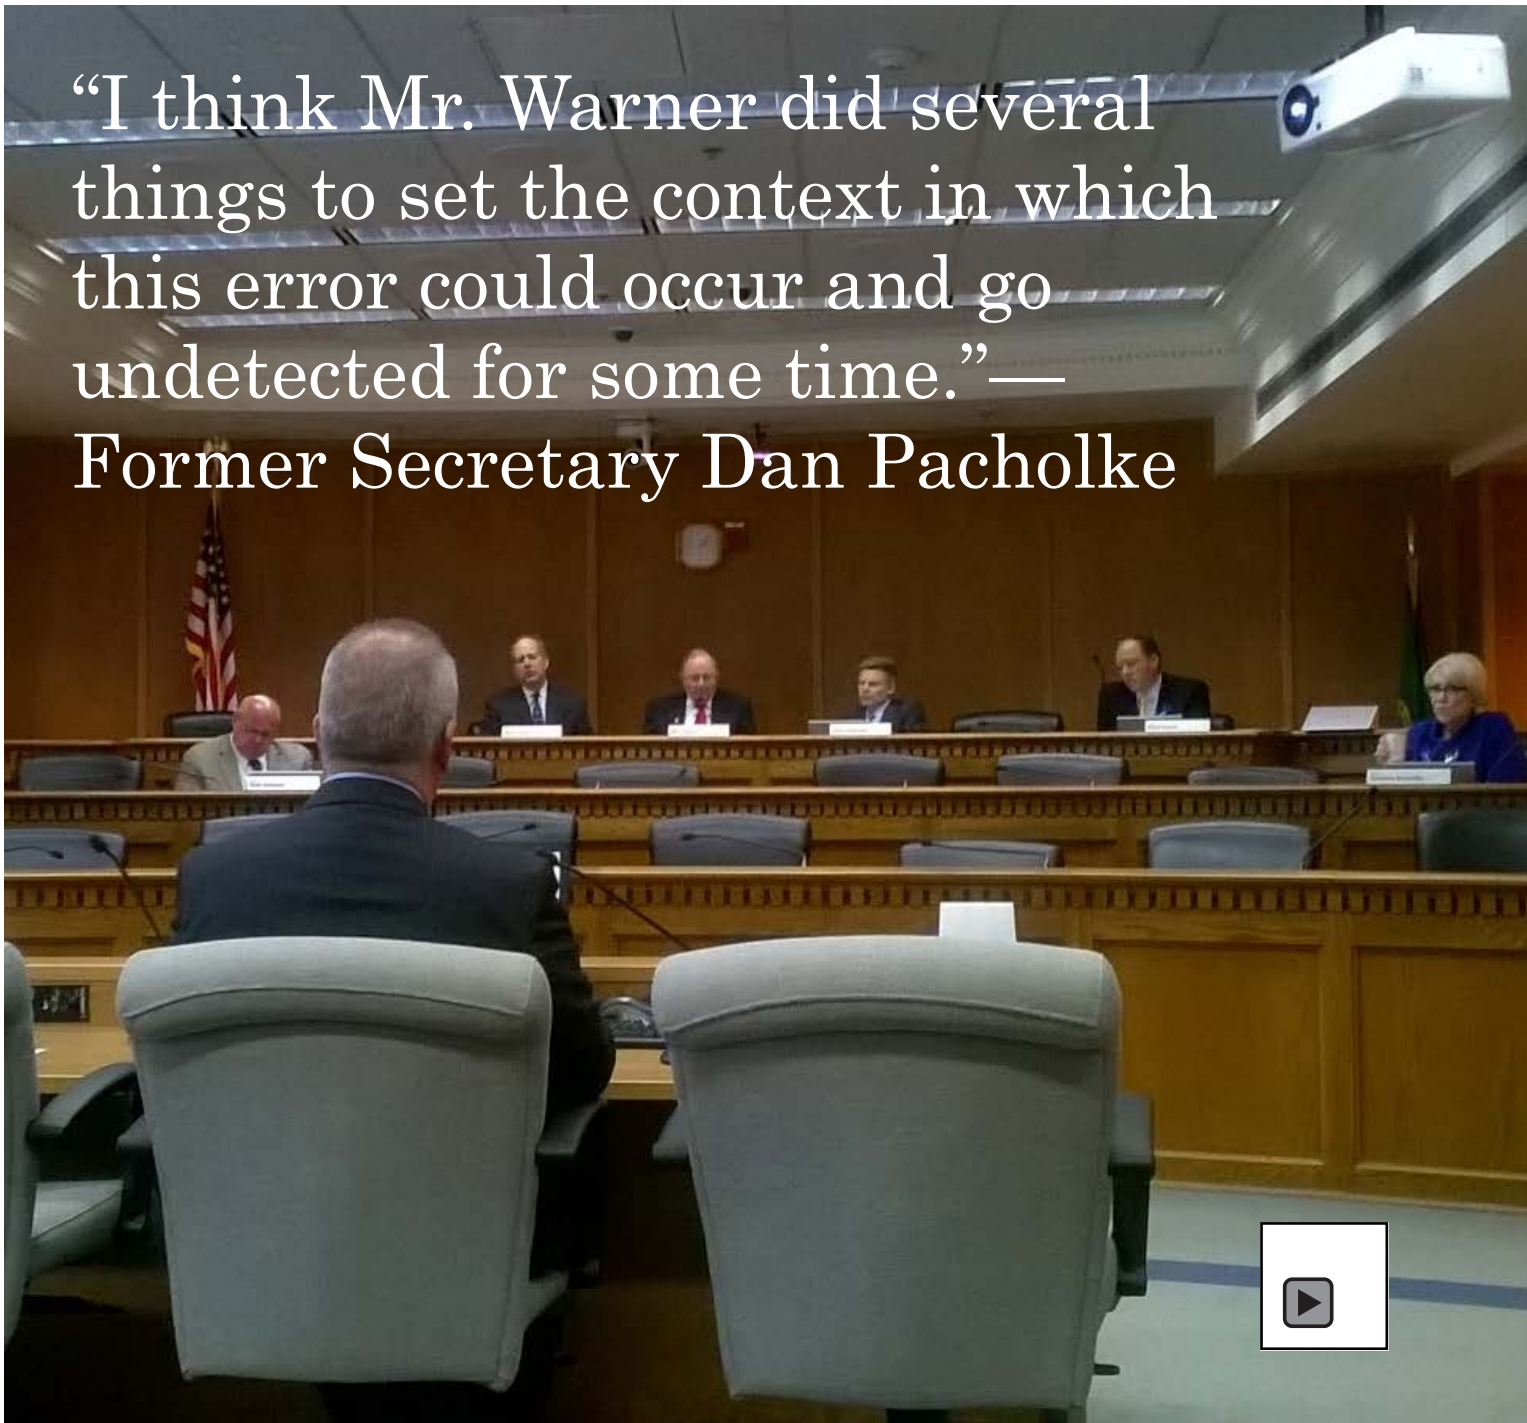 “I think Mr. Warner did several
things to set the context in which
this error could occur and go
undetected for some time.”—
Former Secretary Dan Pacholke